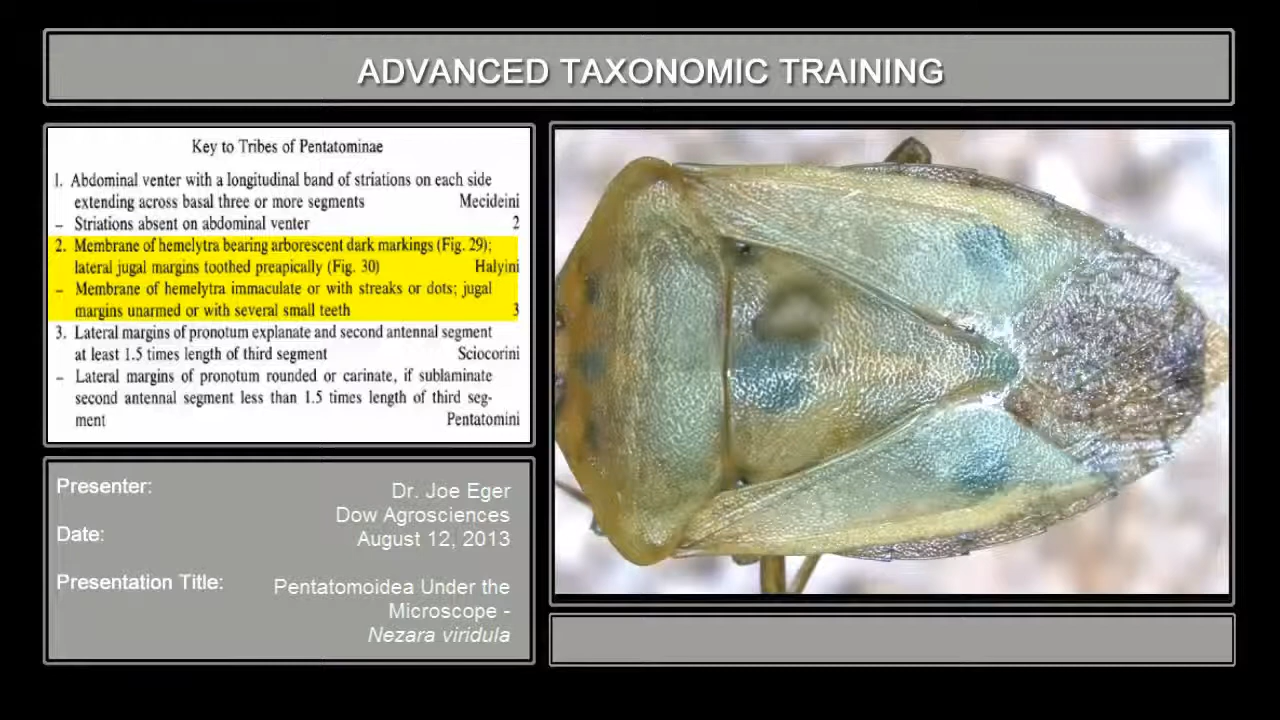 ADVANCED TAXONOMIC TRAINING
Key to Tribes of Pentatominae
1. Abdominal venter with a longitudinal band of striations on each side
extending across basal three or more segments Mecideini
– Striations absent on abdominal venter 2
2. Membrane of hemelytra bearing arborescent dark markings (Fig. 29);
lateral jugal margins toothed preapically (Fig. 30) Halyini
– Membrane of hemelytra immaculate or with streaks or dots; jugal
margins unarmed or with several small teeth 3
3. Lateral margins of pronotum explanate and second antennal segment
at least 1.5 times length of third segment Sciocorini
– Lateral margins of pronotum rounded or carinate, if sublaminate
second antennal segment less than 1.5 times length of third seg-
ment Pentatomini
Presenter: Dr. Joe Eger
Dow Agrosciences
Date: August 12, 2013
Presentation Title: Pentatomoidea Under the
Microscope -
Nezara viridula